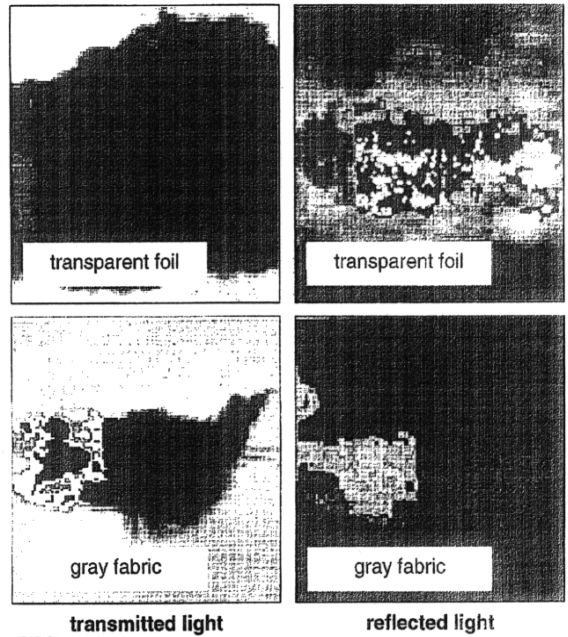 transparent foil
transparent foil
gray fabric
gray fabric
transmitted light
reflected light